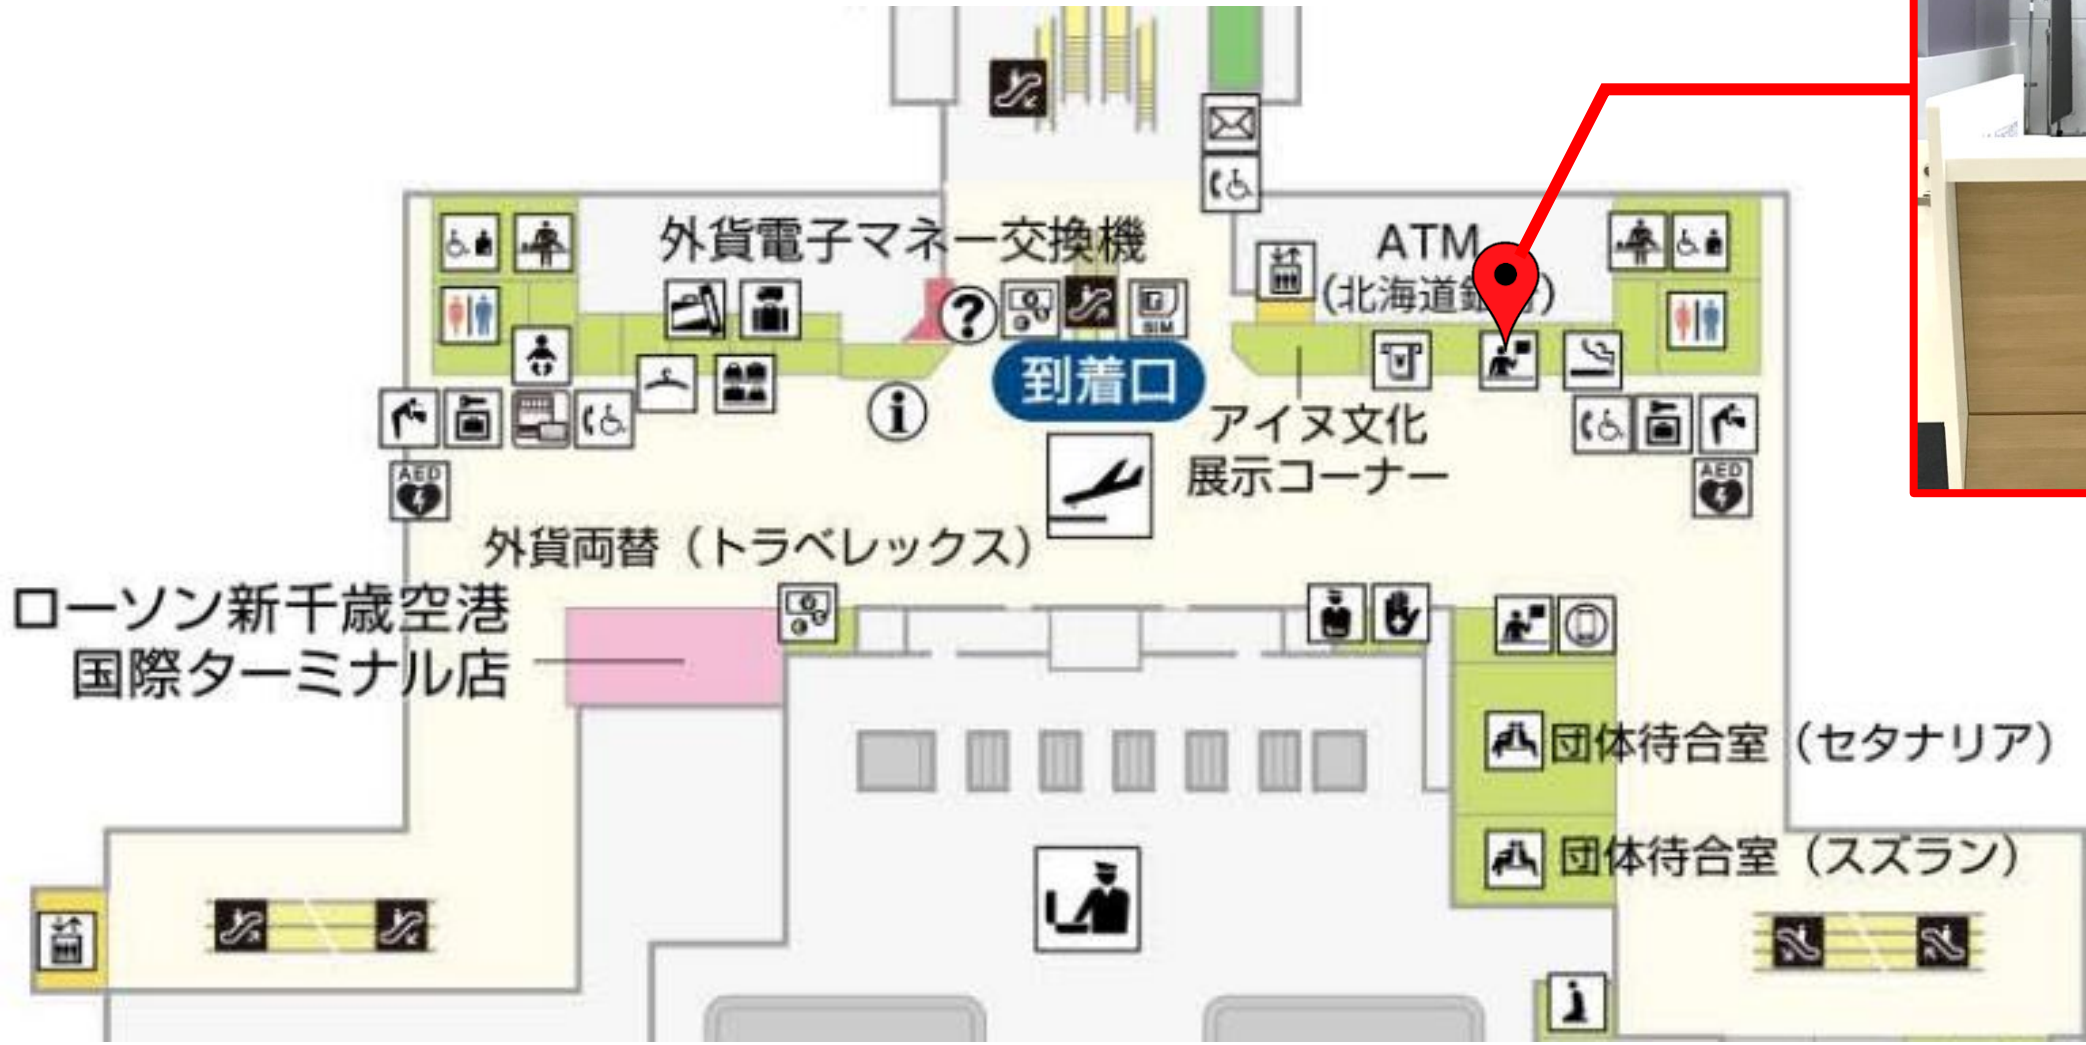 外貨電子マネー交換機
ATM
(北海道銀行)
SIM
到着口
アイヌ文化
展示コーナー
AED
AED
外貨両替（トラベレックス）
ローソン新千歳空港
国際ターミナル店
団体待合室（セタナリア）
団体待合室（スズラン）